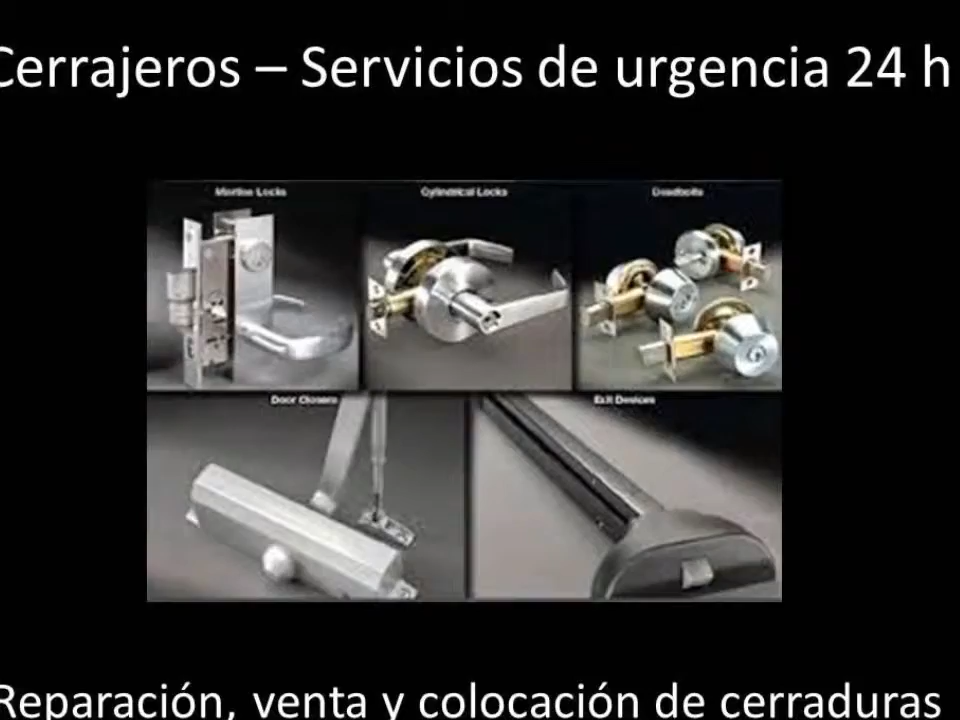 Cerrajeros – Servicios de urgencia 24 h
Mortise Locks
Cylindrical Locks
Deadbolts
Door Closers
Exit Devices
Reparación, venta y colocación de cerraduras